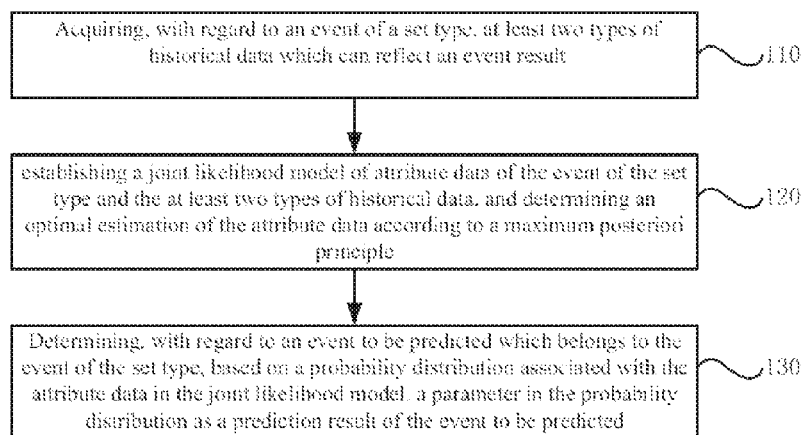 Acquiring, with regard to an event of a set type, at least two types of
historical data which can reflect an event result
110
establishing a joint likelihood model of attribute data of the event of the set
type and the at least two types of historical data, and determining an
optimal estimation of the attribute data according to a maximum posteriori
principle
120
Determining, with regard to an event to be predicted which belongs to the
event of the set type, based on a probability distribution associated with the
attribute data in the joint likelihood model, a parameter in the probability
distribution as a prediction result of the event to be predicted
130